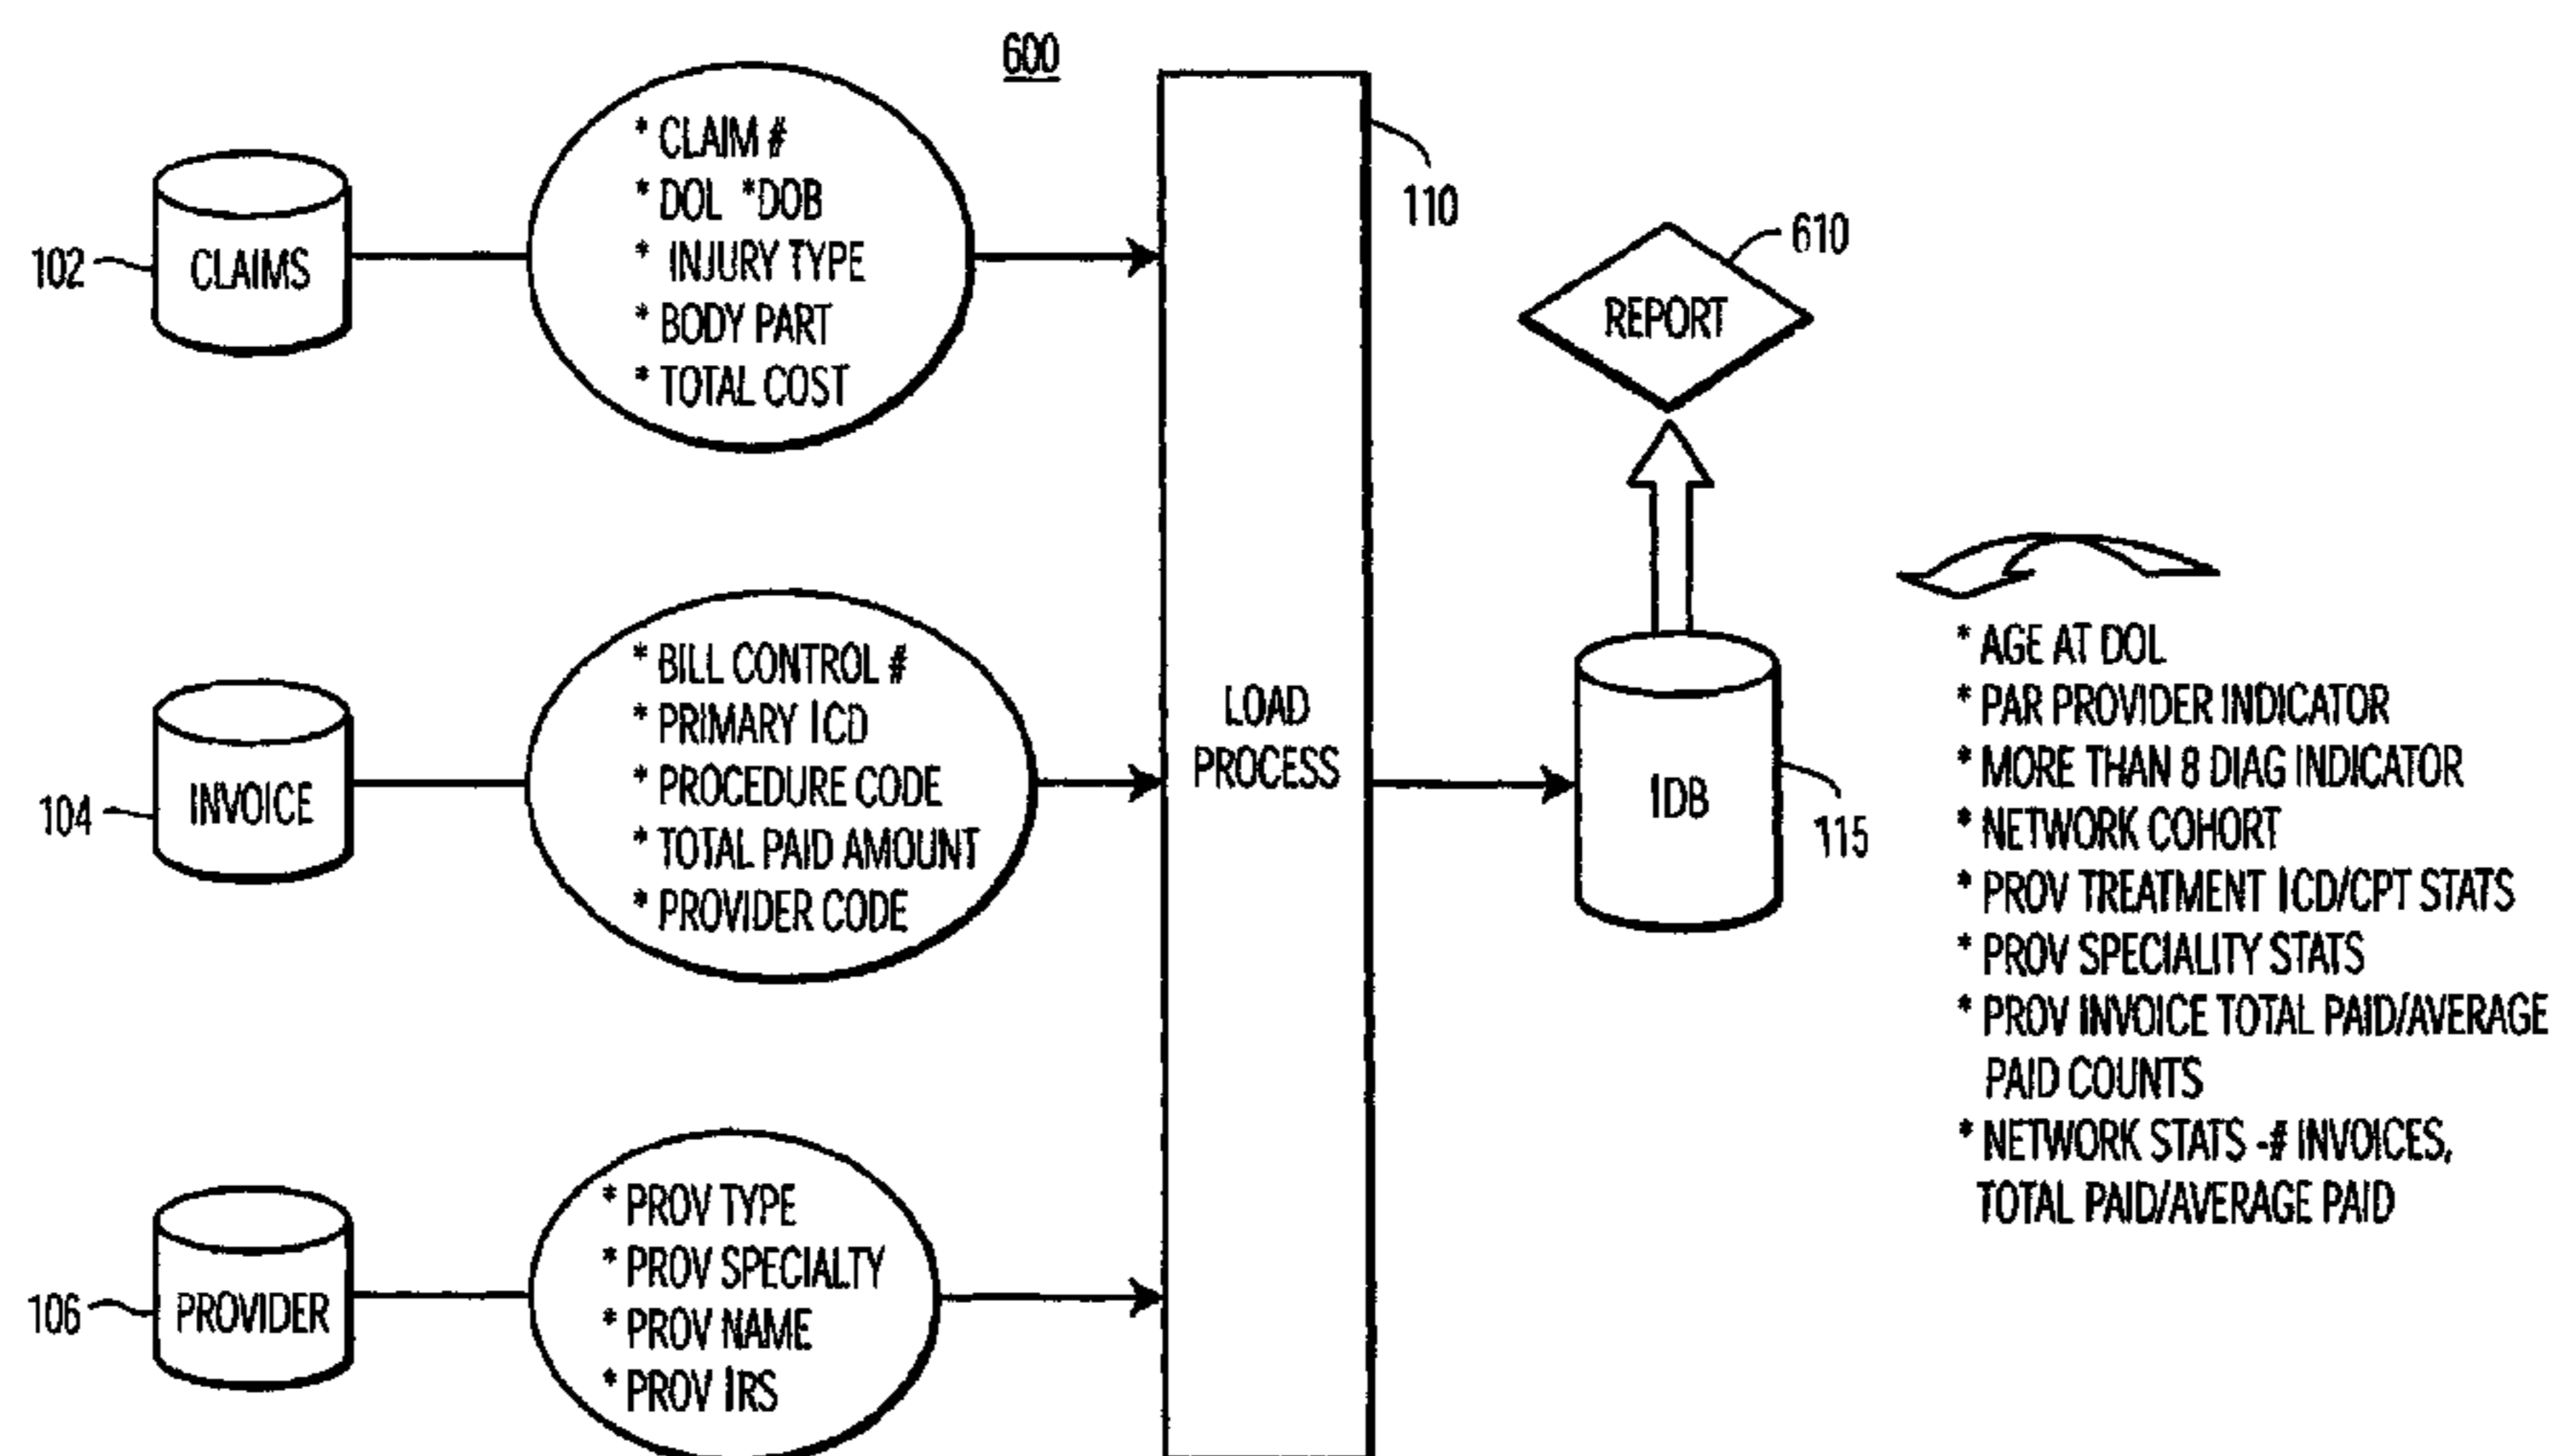 600
* CLAIM #
* DOL *DOB
* INJURY TYPE
* BODY PART
* TOTAL COST
102
CLAIMS
110
610
REPORT
* BILL CONTROL #
* PRIMARY ICD
* PROCEDURE CODE
* TOTAL PAID AMOUNT
* PROVIDER CODE
104
INVOICE
LOAD
PROCESS
IDB
115
* AGE AT DOL
* PAR PROVIDER INDICATOR
* MORE THAN 8 DIAG INDICATOR
* NETWORK COHORT
* PROV TREATMENT ICD/CPT STATS
* PROV SPECIALITY STATS
* PROV INVOICE TOTAL PAID/AVERAGE
PAID COUNTS
* NETWORK STATS -# INVOICES,
TOTAL PAID/AVERAGE PAID
* PROV TYPE
* PROV SPECIALTY
* PROV NAME
* PROV IRS
106
PROVIDER